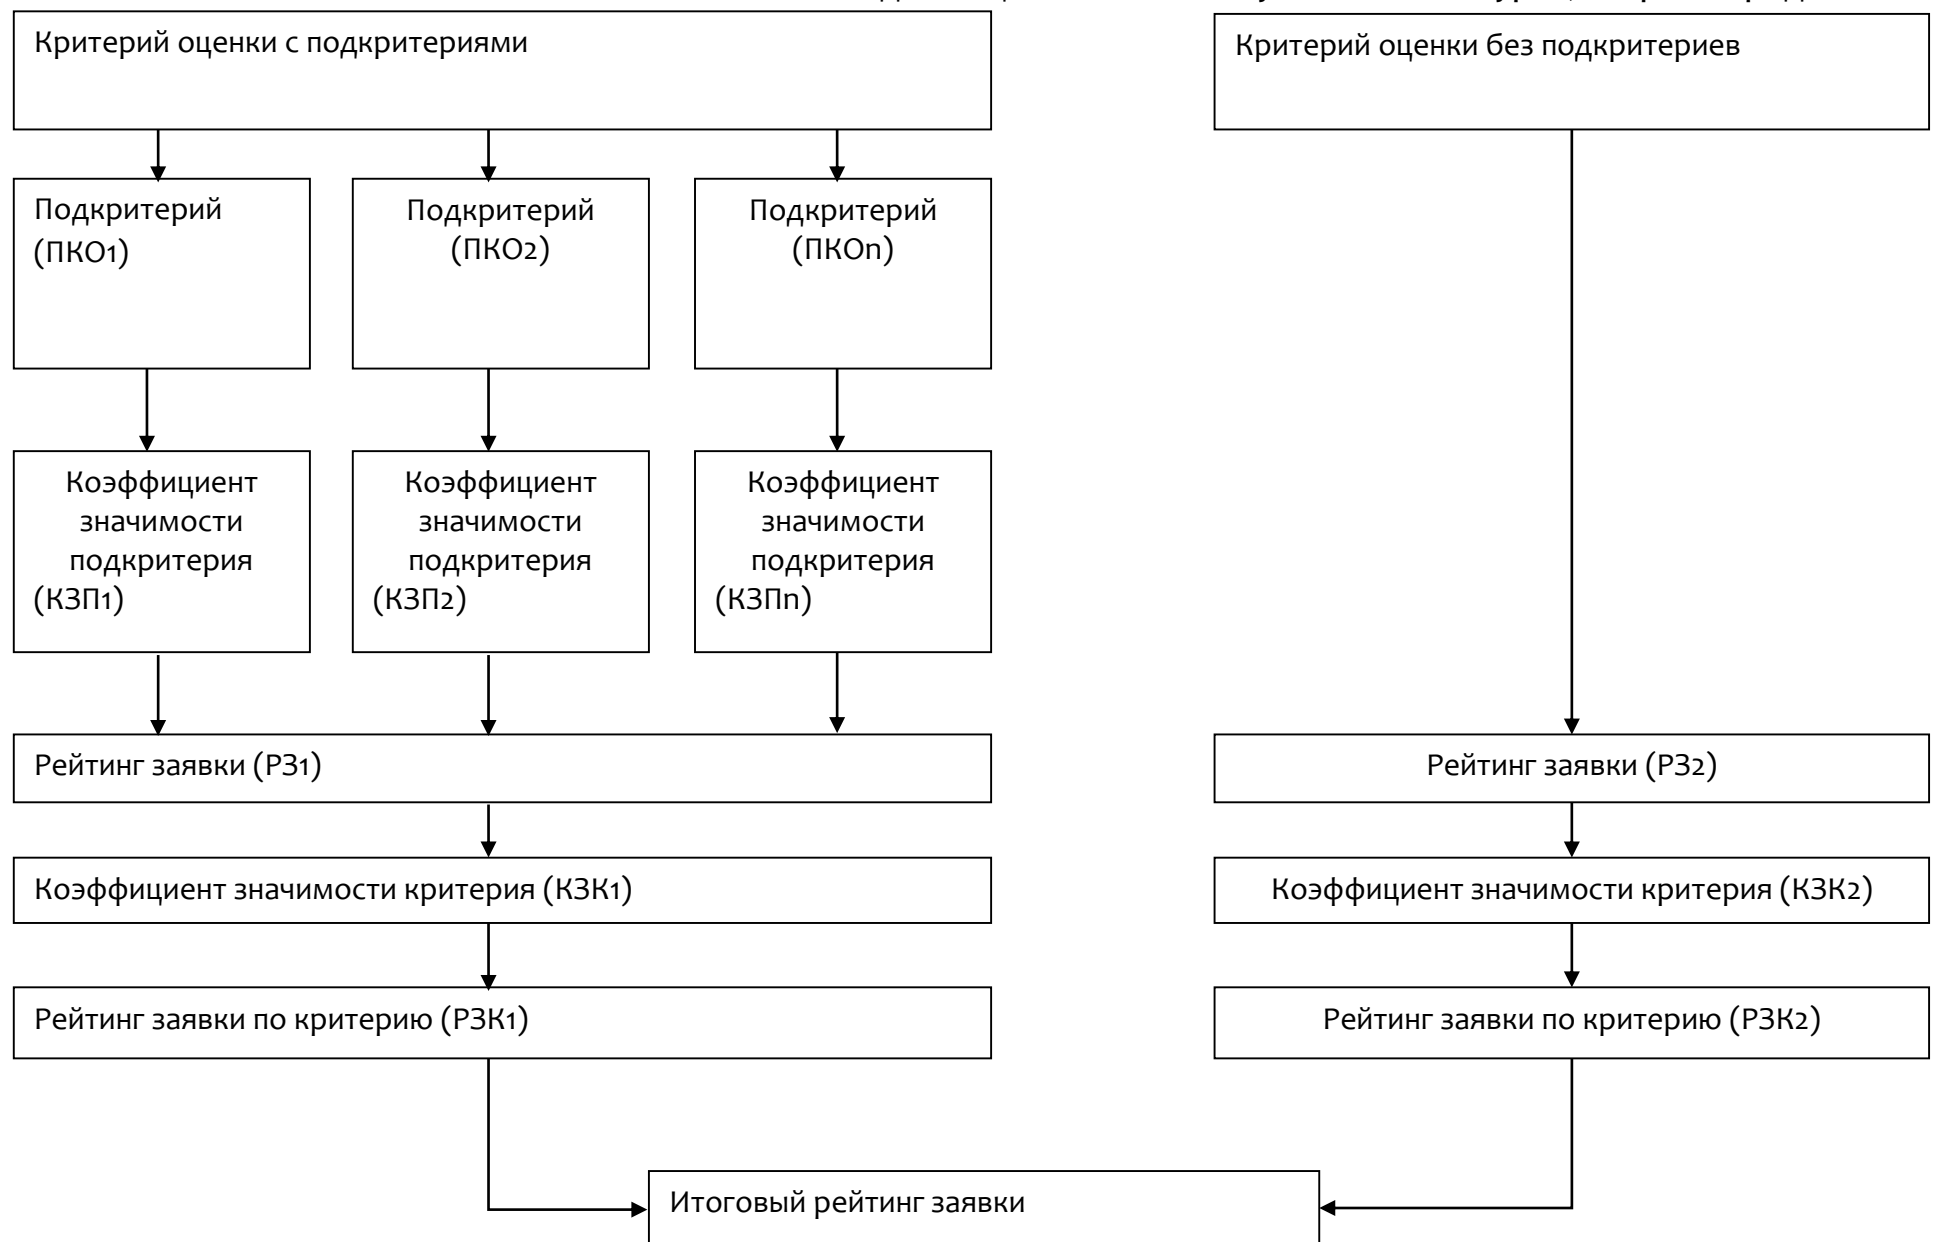 Критерий оценки с подкритериями
Критерий оценки без подкритериев
Подкритерий
(ПКО1)
Подкритерий
(ПКО2)
Подкритерий
(ПКОn)
Коэффициент
значимости
подкритерия
(КЗП1)
Коэффициент
значимости
подкритерия
(КЗП2)
Коэффициент
значимости
подкритерия
(КЗПn)
Рейтинг заявки (РЗ1)
Рейтинг заявки (РЗ2)
Коэффициент значимости критерия (КЗК1)
Коэффициент значимости критерия (КЗК2)
Рейтинг заявки по критерию (РЗК1)
Рейтинг заявки по критерию (РЗК2)
Итоговый рейтинг заявки